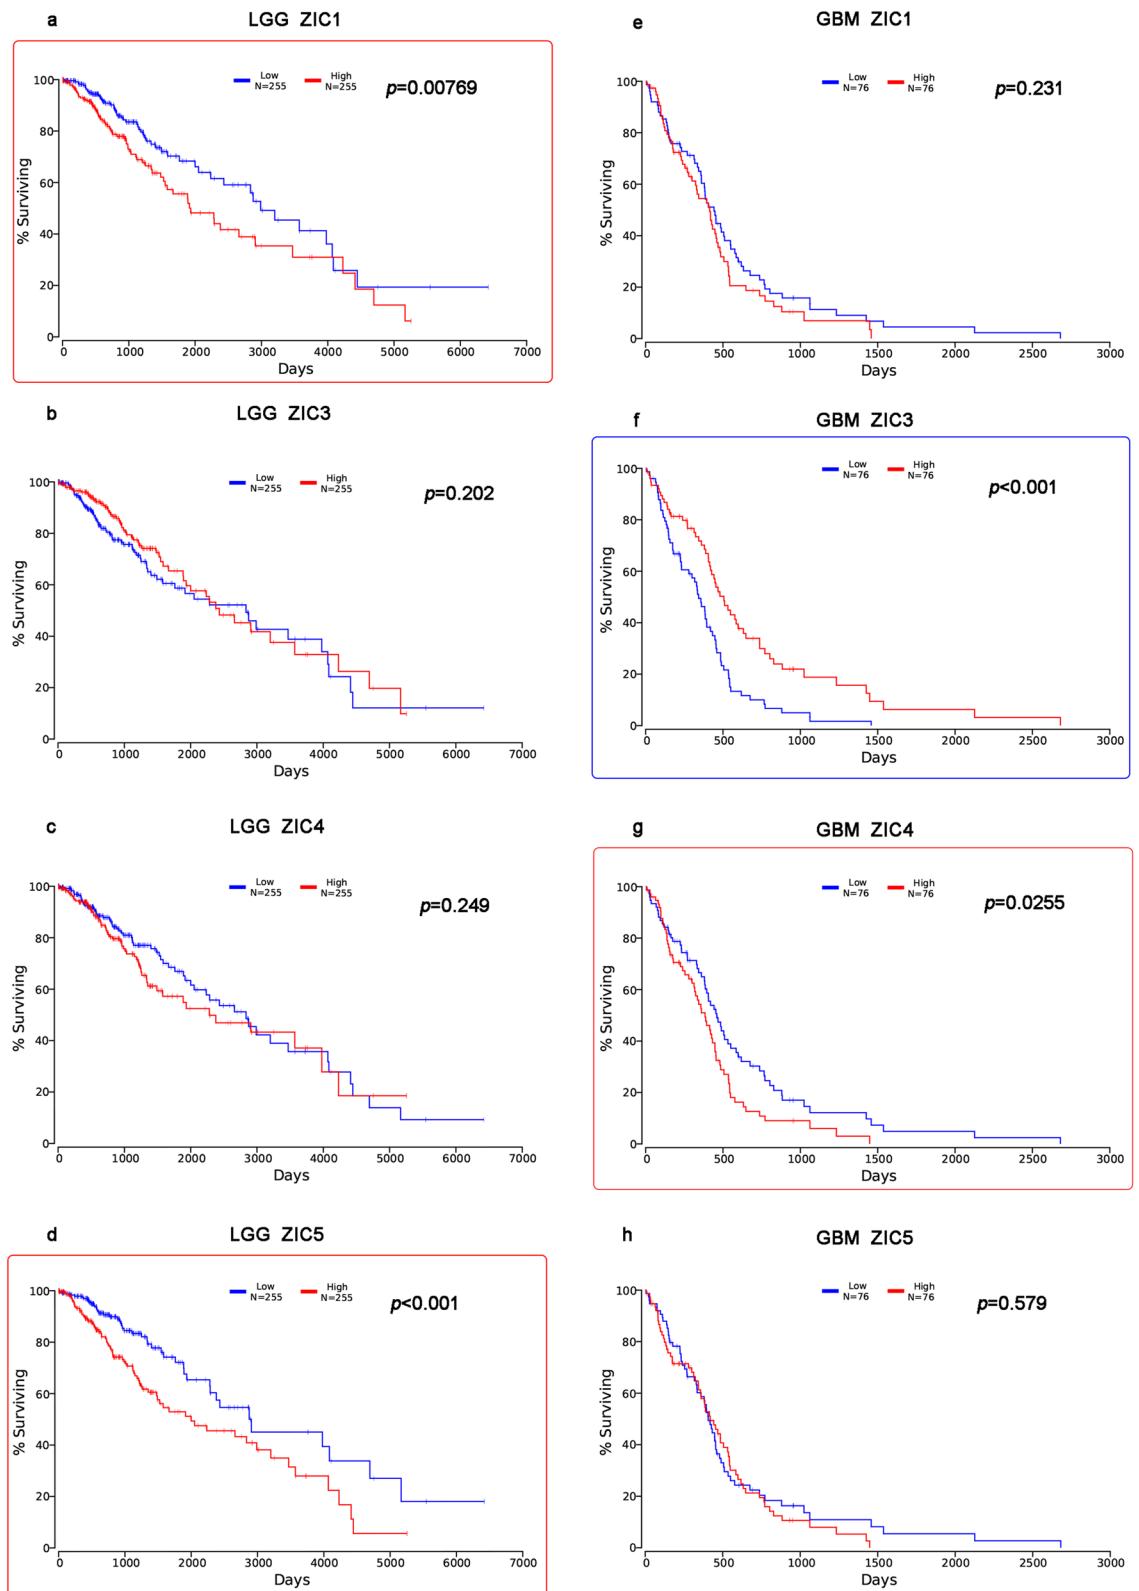 a
LGG ZIC1
Low
N=255
High
N=255
p=0.00769
% Surviving
100
80
60
40
20
0
0 1000 2000 3000 4000 5000 6000 7000
Days
b
LGG ZIC3
Low
N=255
High
N=255
p=0.202
% Surviving
100
80
60
40
20
0
0 1000 2000 3000 4000 5000 6000 7000
Days
c
LGG ZIC4
Low
N=255
High
N=255
p=0.249
% Surviving
100
80
60
40
20
0
0 1000 2000 3000 4000 5000 6000 7000
Days
d
LGG ZIC5
Low
N=255
High
N=255
p<0.001
% Surviving
100
80
60
40
20
0
0 1000 2000 3000 4000 5000 6000 7000
Days
e
GBM ZIC1
Low
N=76
High
N=76
p=0.231
% Surviving
100
80
60
40
20
0
0 500 1000 1500 2000 2500 3000
Days
f
GBM ZIC3
Low
N=76
High
N=76
p<0.001
% Surviving
100
80
60
40
20
0
0 500 1000 1500 2000 2500 3000
Days
g
GBM ZIC4
Low
N=76
High
N=76
p=0.0255
% Surviving
100
80
60
40
20
0
0 500 1000 1500 2000 2500 3000
Days
h
GBM ZIC5
Low
N=76
High
N=76
p=0.579
% Surviving
100
80
60
40
20
0
0 500 1000 1500 2000 2500 3000
Days